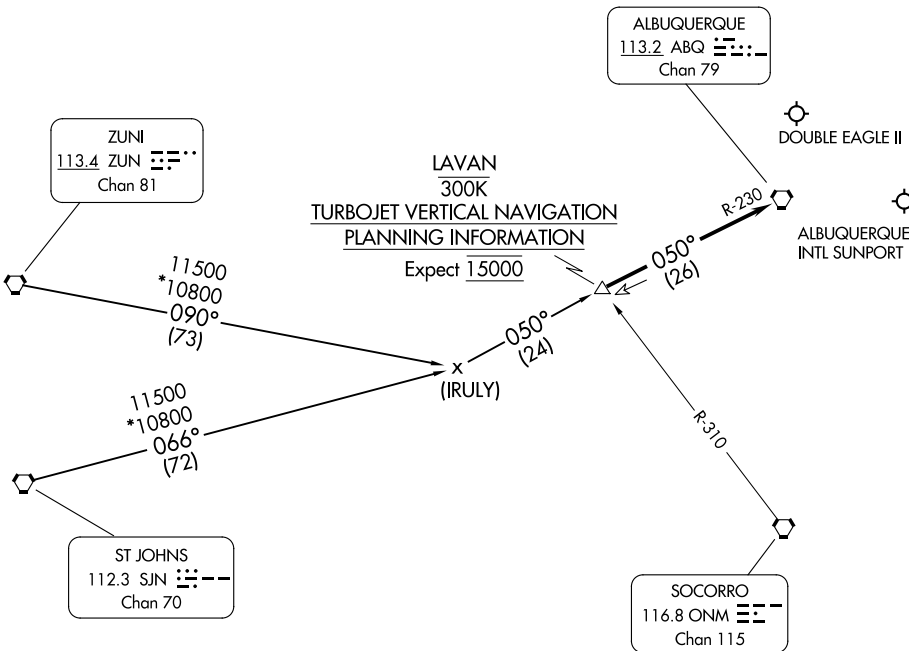 ALBUQUERQUE
113.2 ABQ
Chan 79
DOUBLE EAGLE II
ZUNI
113.4 ZUN
Chan 81
LAVAN
300K
TURBOJET VERTICAL NAVIGATION
PLANNING INFORMATION
Expect 15000
R-230
ALBUQUERQUE
INTL SUNPORT
050°
(26)
11500
*10800
090°
(73)
050°
(24)
X
(IRULY)
11500
*10800
066°
(72)
R-310
ST JOHNS
112.3 SJN
Chan 70
SOCORRO
116.8 ONM
Chan 115